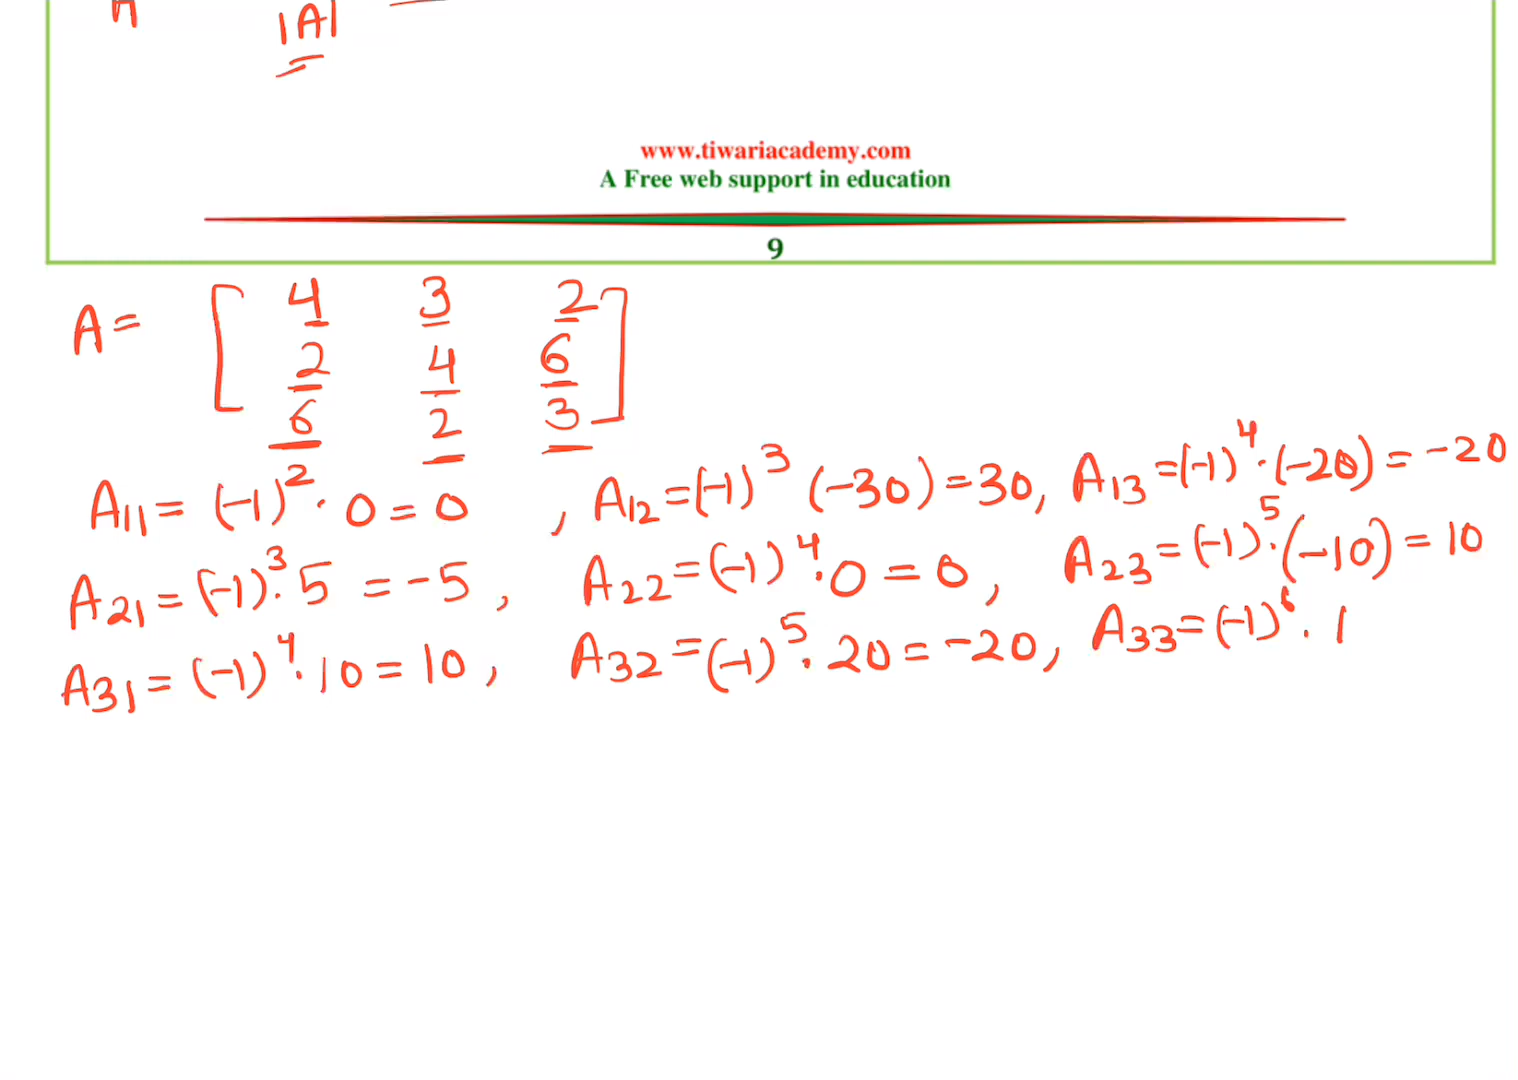 A |A|
www.tiwariacademy.com
A Free web support in education
9
A = [ 4 3 2
2 4 6
6 2 3 ]
A11 = (-1)^2 · 0 = 0 , A12 = (-1)^3 (-30) = 30, A13 = (-1)^4 · (-20) = -20
A21 = (-1)^3 · 5 = -5 , A22 = (-1)^4 · 0 = 0 , A23 = (-1)^5 · (-10) = 10
A31 = (-1)^4 · 10 = 10 , A32 = (-1)^5 · 20 = -20, A33 = (-1)^6 · 1